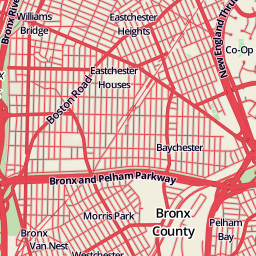 Williams
Bridge
Eastchester
Heights
Bronx Rive
New England Thru
Co-Op
Eastchester
Houses
Boston Road
Baychester
Bronx and Pelham Parkway
Morris Park
Bronx
County
Pelham
Bay
Bronx
Van Nest
Westchester